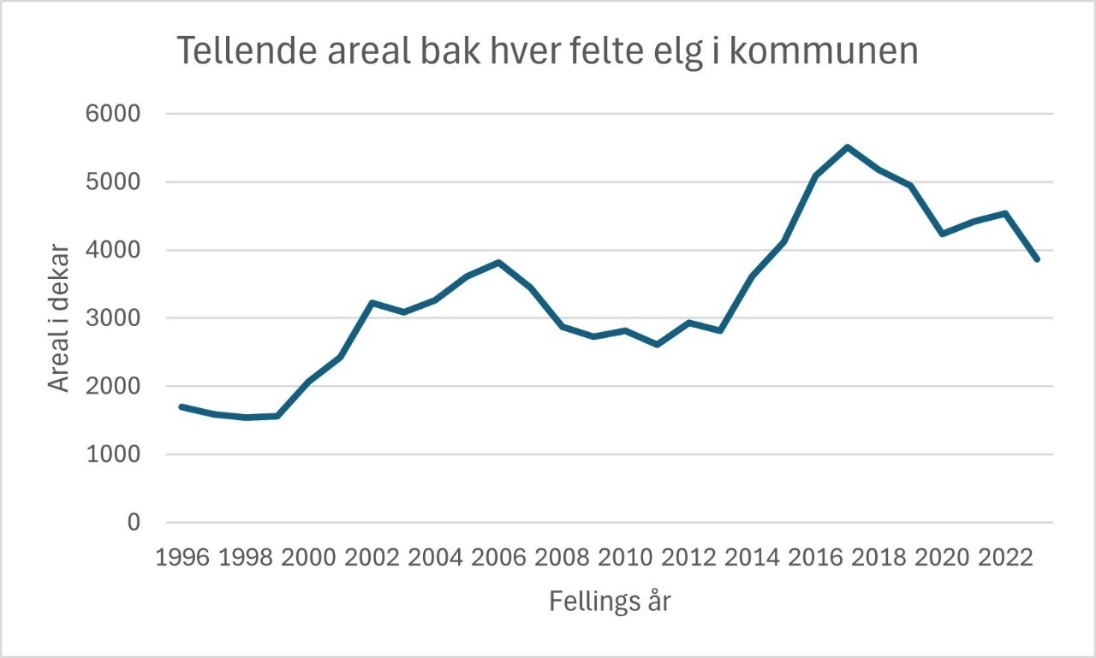 Tellende areal bak hver felte elg i kommunen
6000
5000
4000
3000
2000
1000
0
Areal i dekar
1996 1998 2000 2002 2004 2006 2008 2010 2012 2014 2016 2018 2020 2022
Fellings år